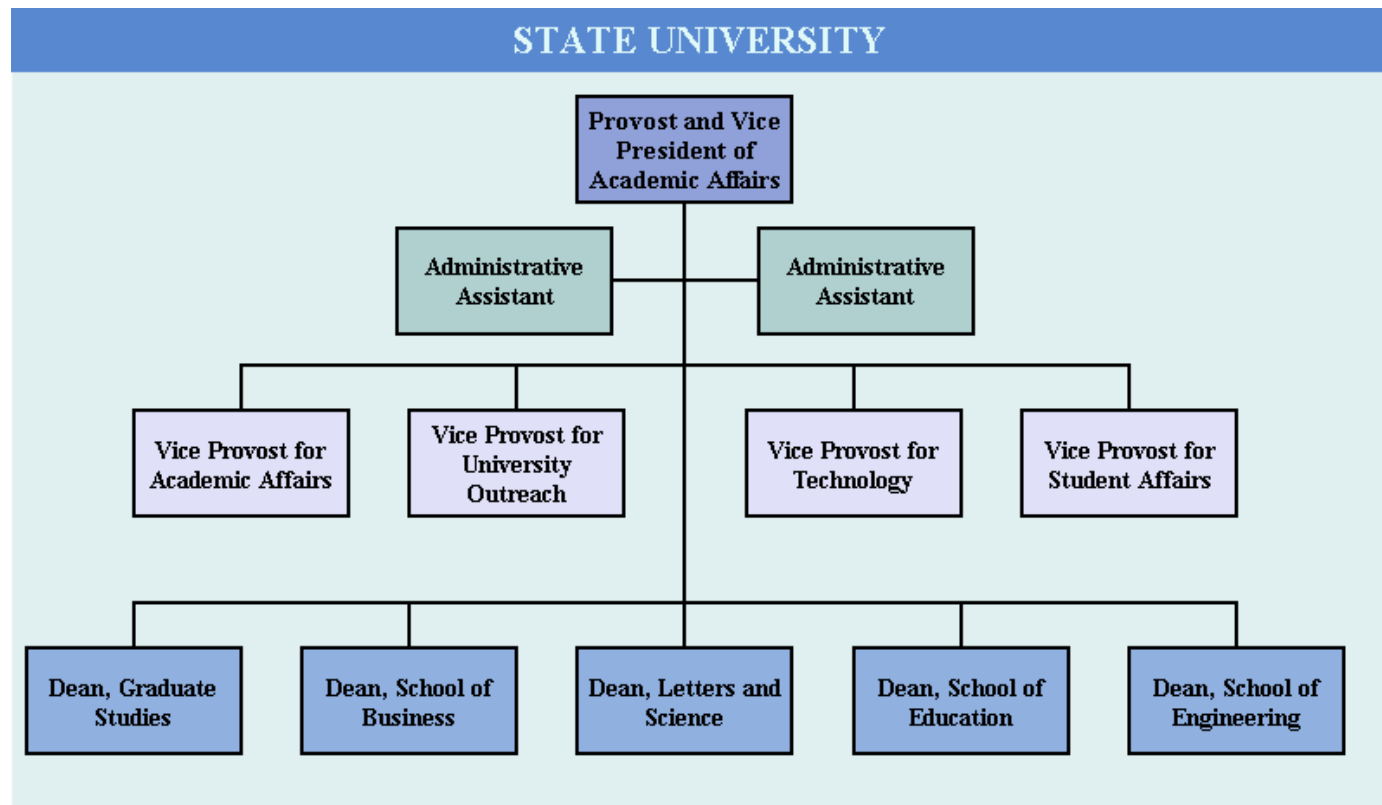 STATE UNIVERSITY
Provost and Vice
President of
Academic Affairs
Administrative
Assistant
Administrative
Assistant
Vice Provost for
Academic Affairs
Vice Provost for
University
Outreach
Vice Provost for
Technology
Vice Provost for
Student Affairs
Dean, Graduate
Studies
Dean, School of
Business
Dean, Letters and
Science
Dean, School of
Education
Dean, School of
Engineering